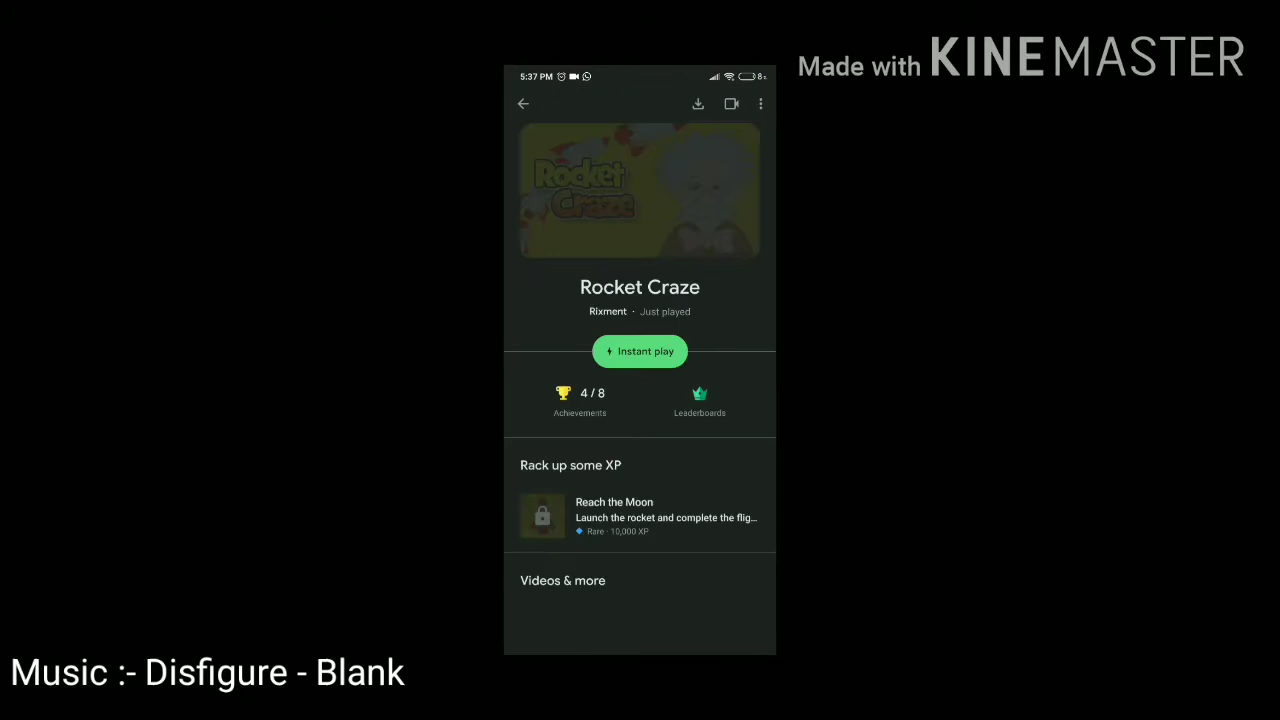 Made with KINEMASTER
5:37 PM
Rocket
Craze
Rocket Craze
Rixment · Just played
Instant play
4 / 8
Achievements
Leaderboards
Rack up some XP
Reach the Moon
Launch the rocket and complete the flig...
Rare · 10,000 XP
Videos & more
Music :- Disfigure - Blank